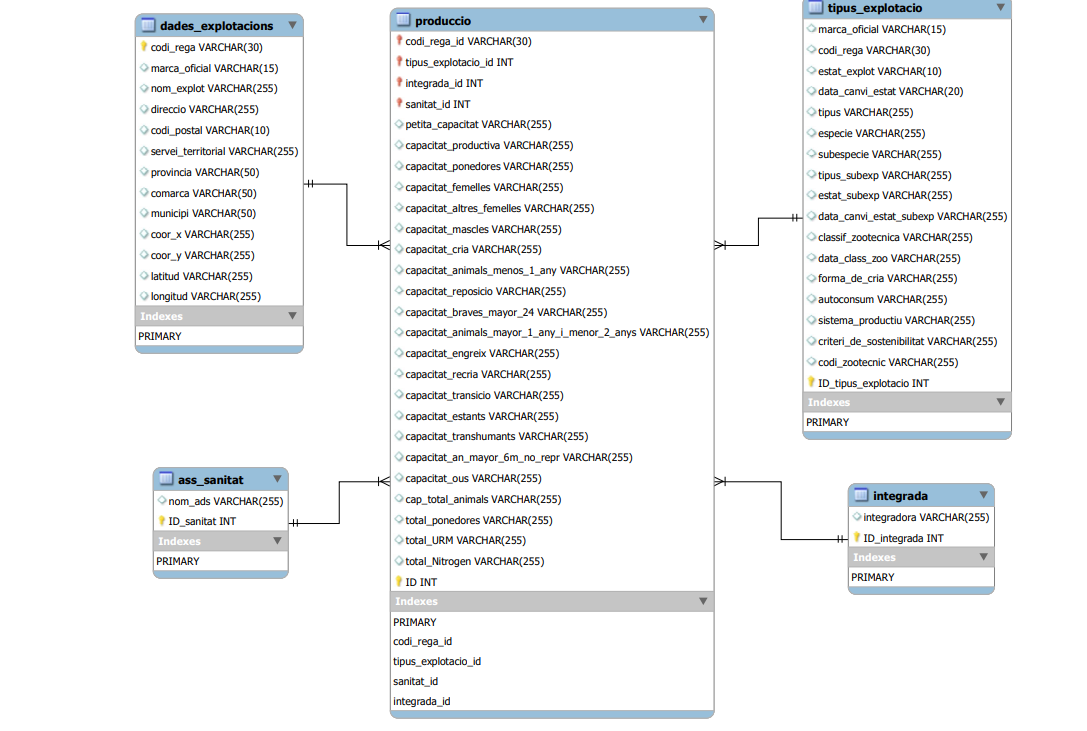 dades_explotacions
codi_rega VARCHAR(30)
marca_oficial VARCHAR(15)
nom_explot VARCHAR(255)
direccio VARCHAR(255)
codi_postal VARCHAR(10)
servei_territorial VARCHAR(255)
provincia VARCHAR(50)
comarca VARCHAR(50)
municipi VARCHAR(50)
coor_x VARCHAR(255)
coor_y VARCHAR(255)
latitud VARCHAR(255)
longitud VARCHAR(255)
Indexes
PRIMARY
produccio
codi_rega_id VARCHAR(30)
tipus_explotacio_id INT
integrada_id INT
sanitat_id INT
petita_capacitat VARCHAR(255)
capacitat_productiva VARCHAR(255)
capacitat_ponedores VARCHAR(255)
capacitat_femelles VARCHAR(255)
capacitat_altres_femelles VARCHAR(255)
capacitat_mascles VARCHAR(255)
capacitat_cria VARCHAR(255)
capacitat_animals_menos_1_any VARCHAR(255)
capacitat_reposicio VARCHAR(255)
capacitat_braves_mayor_24 VARCHAR(255)
capacitat_animals_mayor_1_any_i_menor_2_anys VARCHAR(255)
capacitat_engreix VARCHAR(255)
capacitat_recria VARCHAR(255)
capacitat_transicio VARCHAR(255)
capacitat_estants VARCHAR(255)
capacitat_transhumants VARCHAR(255)
capacitat_an_mayor_6m_no_repr VARCHAR(255)
capacitat_ous VARCHAR(255)
cap_total_animals VARCHAR(255)
total_ponedores VARCHAR(255)
total_URM VARCHAR(255)
total_Nitrogen VARCHAR(255)
ID INT
Indexes
PRIMARY
codi_rega_id
tipus_explotacio_id
sanitat_id
integrada_id
tipus_explotacio
marca_oficial VARCHAR(15)
codi_rega VARCHAR(30)
estat_explot VARCHAR(10)
data_canvi_estat VARCHAR(20)
tipus VARCHAR(255)
especie VARCHAR(255)
subespecie VARCHAR(255)
tipus_subexp VARCHAR(255)
estat_subexp VARCHAR(255)
data_canvi_estat_subexp VARCHAR(255)
classif_zootecnica VARCHAR(255)
data_class_zoo VARCHAR(255)
forma_de_cria VARCHAR(255)
autoconsum VARCHAR(255)
sistema_productiu VARCHAR(255)
criteri_de_sostenibilitat VARCHAR(255)
codi_zootecnic VARCHAR(255)
ID_tipus_explotacio INT
Indexes
PRIMARY
ass_sanitat
nom_ads VARCHAR(255)
ID_sanitat INT
Indexes
PRIMARY
integrada
integradora VARCHAR(255)
ID_integrada INT
Indexes
PRIMARY